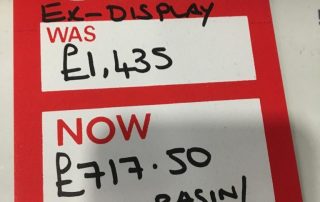 EX-DISPLAY
WAS
£1,435
NOW
£717.50
BASIN/